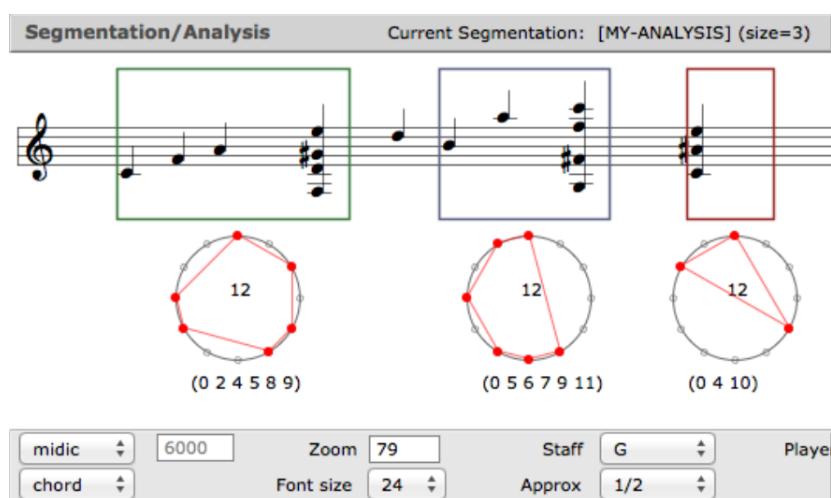 Segmentation/Analysis Current Segmentation: [MY-ANALYSIS] (size=3)
12 12 12
(0 2 4 5 8 9) (0 5 6 7 9 11) (0 4 10)
midic 6000 Zoom 79 Staff G Playe
chord Font size 24 Approx 1/2